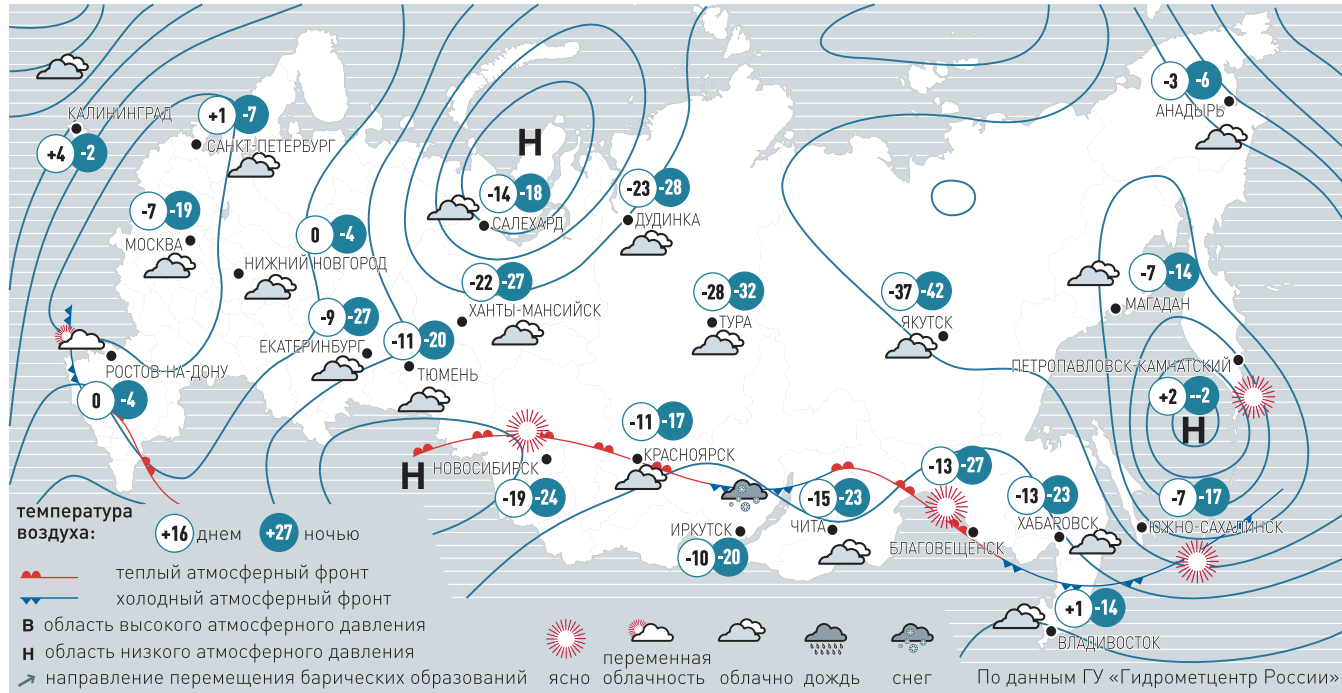 КАЛИНИНГРАД
+4 -2
+1 -7
САНКТ-ПЕТЕРБУРГ
-7 -19
МОСКВА
0 -4
НИЖНИЙ НОВГОРОД
-9 -27
ЕКАТЕРИНБУРГ
-11 -20
ТЮМЕНЬ
РОСТОВ-НА-ДОНУ
0 -4
Н
-14 -18
САЛЕХАРД
-23 -28
ДУДИНКА
-22 -27
ХАНТЫ-МАНСИЙСК
-28 -32
ТУРА
-37 -42
ЯКУТСК
-3 -6
АНАДЫРЬ
-7 -14
МАГАДАН
ПЕТРОПАВЛОВСК-КАМЧАТСКИЙ
+2 --2
Н
Н
НОВОСИБИРСК
-19 -24
-11 -17
КРАСНОЯРСК
ИРКУТСК
-10 -20
-15 -23
ЧИТА
-13 -27
БЛАГОВЕЩЕНСК
-13 -23
ХАБАРОВСК
-7 -17
ЮЖНО-САХАЛИНСК
+1 -14
ВЛАДИВОСТОК
температура
воздуха:
+16 днем +27 ночью
теплый атмосферный фронт
холодный атмосферный фронт
В область высокого атмосферного давления
Н область низкого атмосферного давления
направление перемещения барических образований
ясно
переменная
облачность
облачно
дождь
снег
По данным ГУ «Гидрометцентр России»